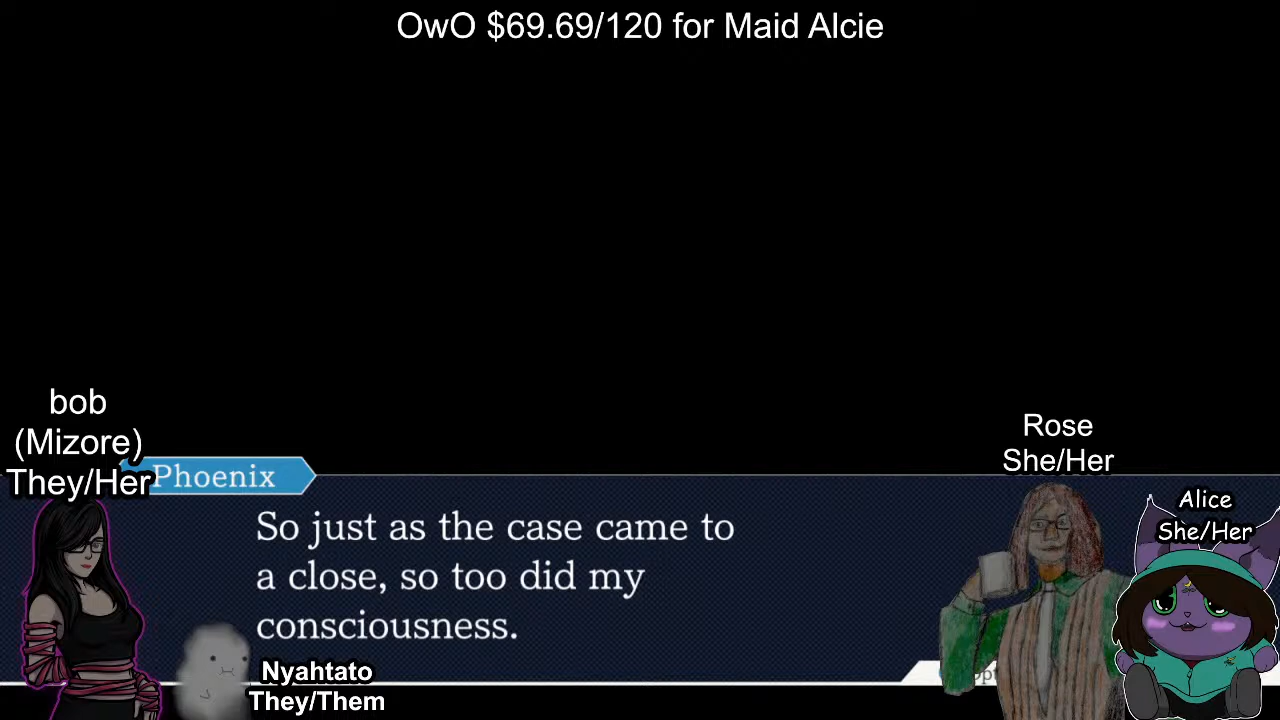 OwO $69.69/120 for Maid Alcie
bob
(Mizore)
They/Her
Phoenix
So just as the case came to
a close, so too did my
consciousness.
Nyahtato
They/Them
Rose
She/Her
Alice
She/Her